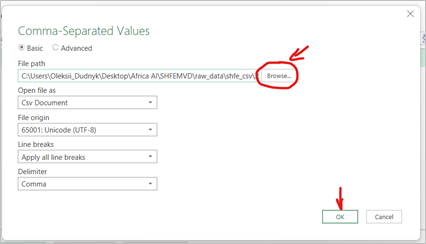 Comma-Separated Values
Basic Advanced
File path
C:\Users\Oleksii_Dudnyk\Desktop\Africa AI\SHFEMVD\raw_data\shfe_csv\ Browse...
Open file as
Csv Document
File origin
65001: Unicode (UTF-8)
Line breaks
Apply all line breaks
Delimiter
Comma
OK Cancel